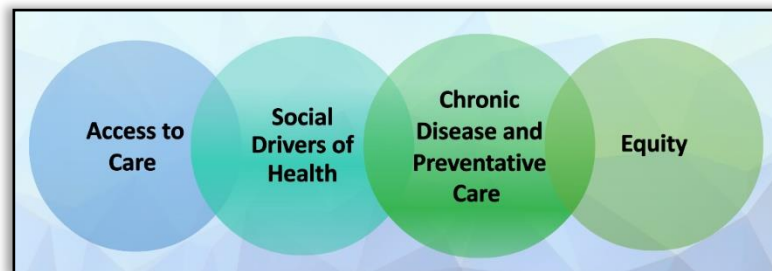 Access to
Care
Social
Drivers of
Health
Chronic
Disease and
Preventative
Care
Equity